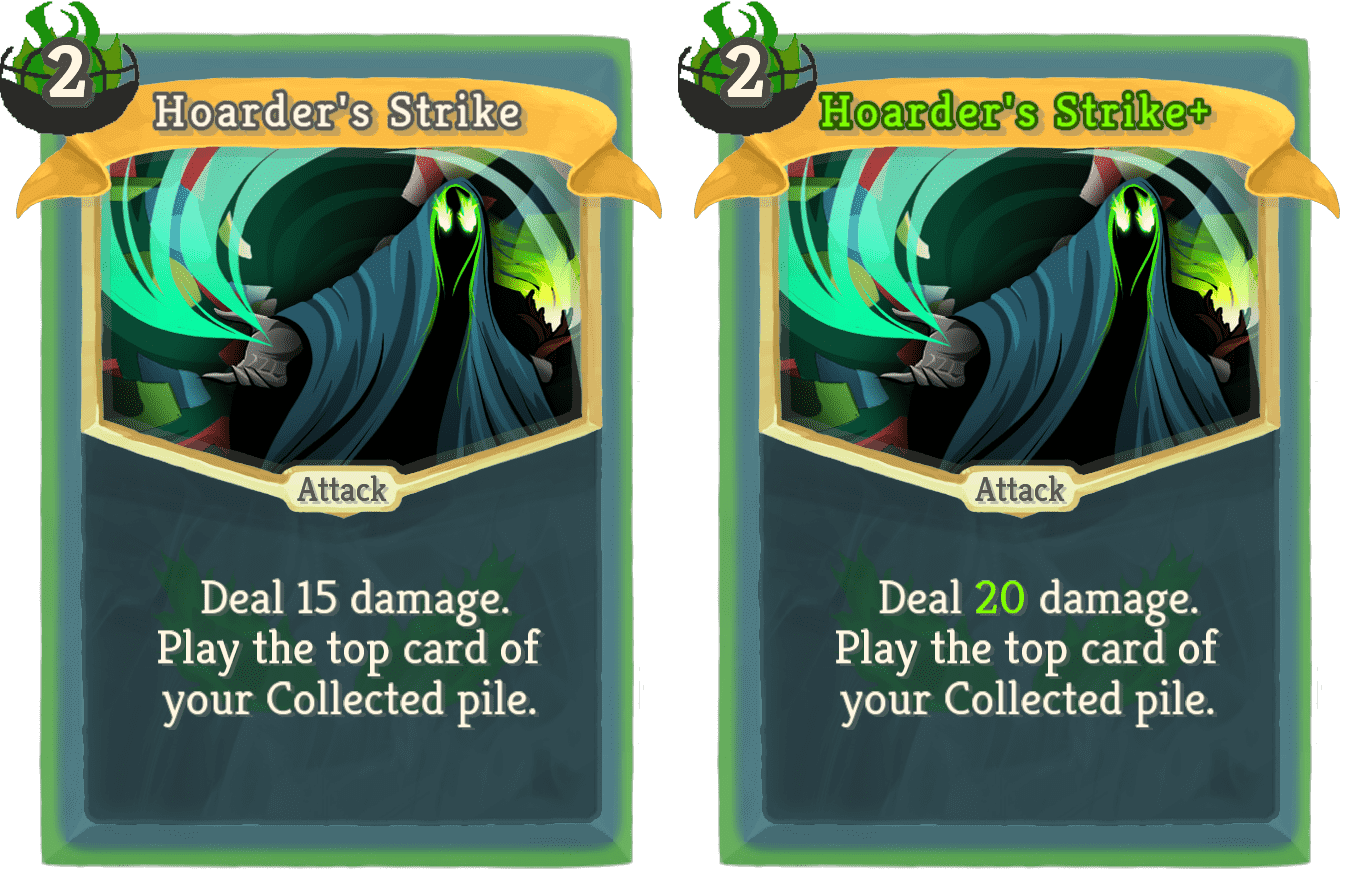 2
Hoarder's Strike
Attack
Deal 15 damage.
Play the top card of
your Collected pile.
2
Hoarder's Strike+
Attack
Deal 20 damage.
Play the top card of
your Collected pile.